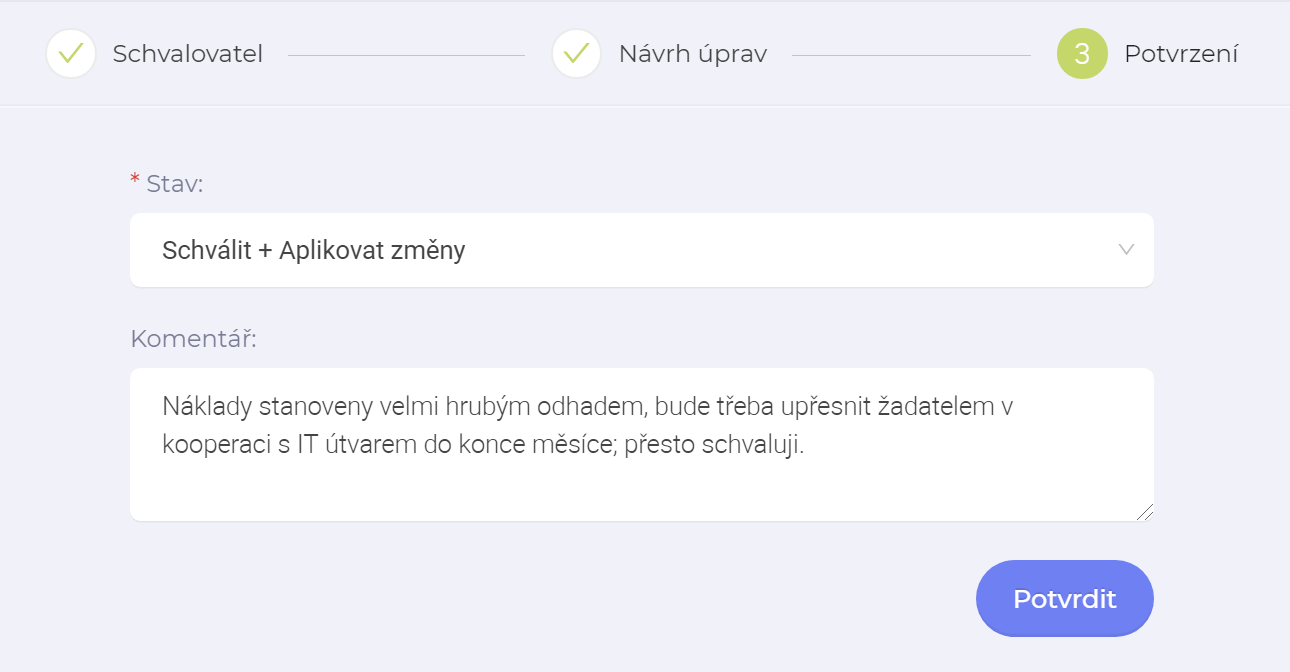 Schvalovatel
Návrh úprav
3 Potvrzení
* Stav:
Schválit + Aplikovat změny
Komentář:
Náklady stanoveny velmi hrubým odhadem, bude třeba upřesnit žadatelem v
kooperaci s IT útvarem do konce měsíce; přesto schvaluji.
Potvrdit